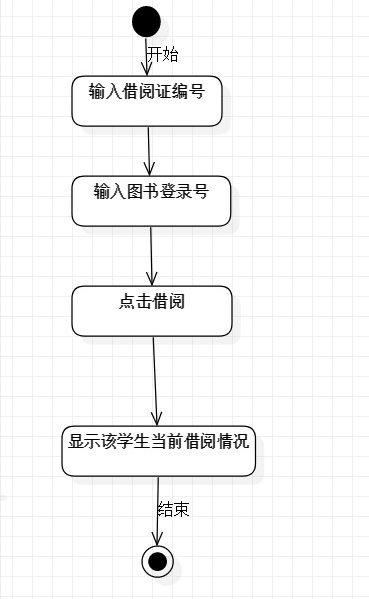 开始
输入借阅证编号
输入图书登录号
点击借阅
显示该学生当前借阅情况
结束